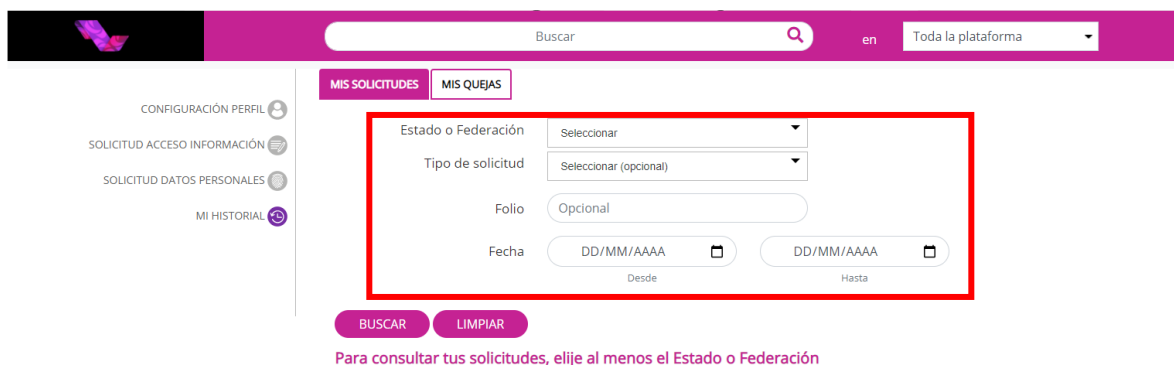 Buscar
en
Toda la plataforma
MIS SOLICITUDES
MIS QUEJAS
CONFIGURACIÓN PERFIL
SOLICITUD ACCESO INFORMACIÓN
SOLICITUD DATOS PERSONALES
MI HISTORIAL
Estado o Federación
Seleccionar
Tipo de solicitud
Seleccionar (opcional)
Folio
Opcional
Fecha
DD/MM/AAAA
DD/MM/AAAA
Desde
Hasta
BUSCAR
LIMPIAR
Para consultar tus solicitudes, elije al menos el Estado o Federación